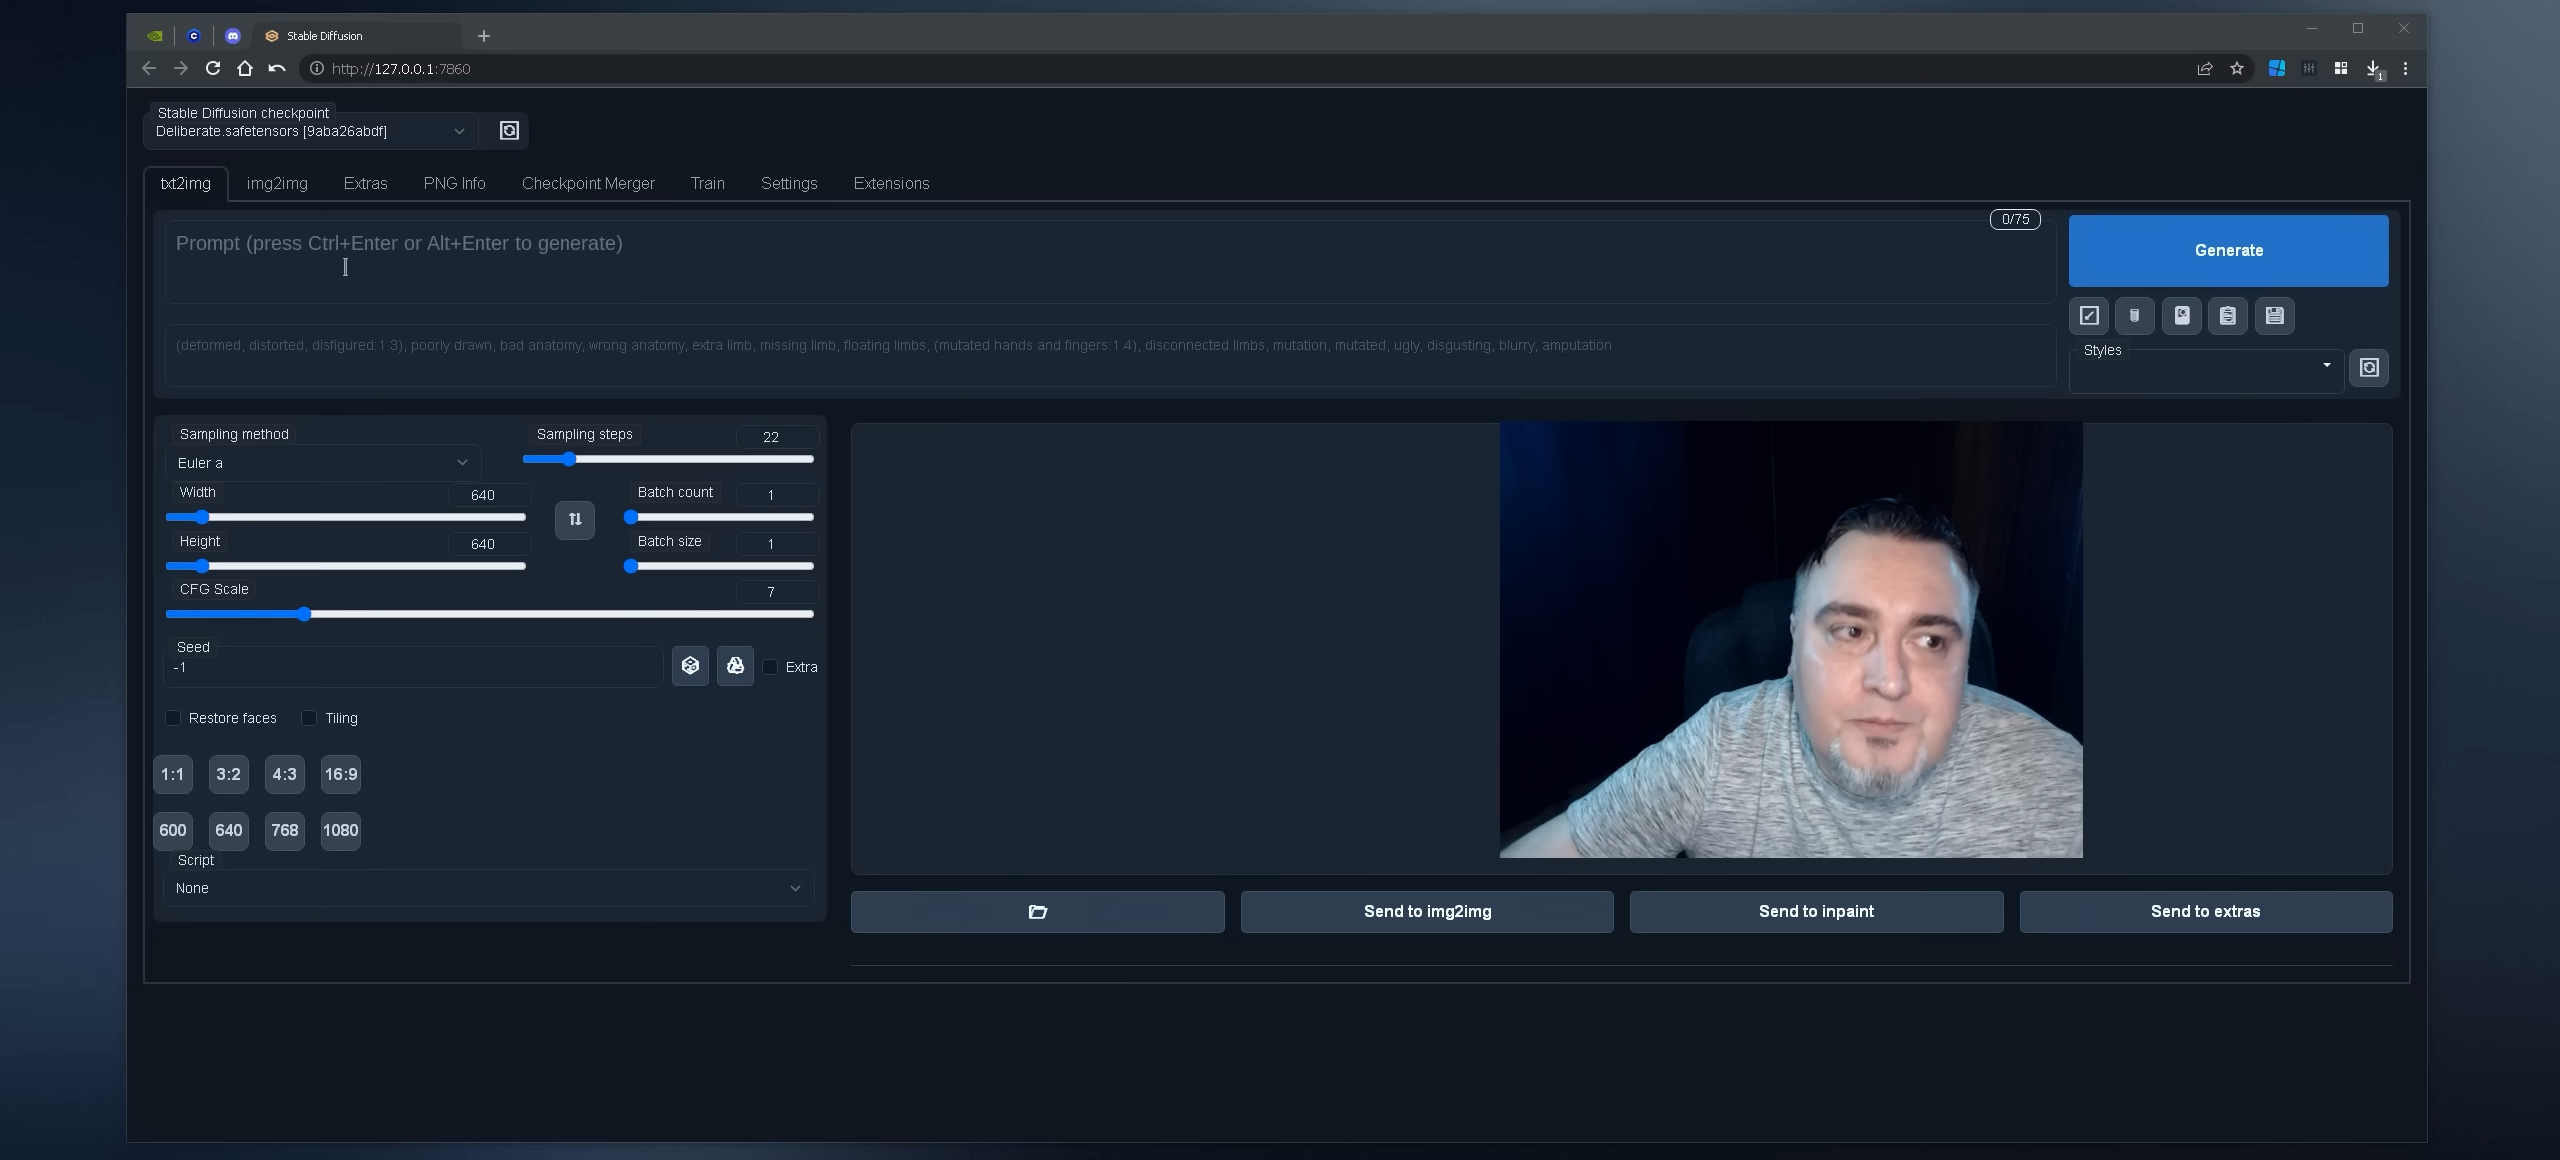 Stable Diffusion
http://127.0.0.1:7860
1
Stable Diffusion checkpoint
Deliberate.safetensors [9aba26abdf]
txt2img img2img Extras PNG Info Checkpoint Merger Train Settings Extensions
0/75
Prompt (press Ctrl+Enter or Alt+Enter to generate)
Generate
(deformed, distorted, disfigured:1.3), poorly drawn, bad anatomy, wrong anatomy, extra limb, missing limb, floating limbs, (mutated hands and fingers:1.4), disconnected limbs, mutation, mutated, ugly, disgusting, blurry, amputation
Styles
Sampling method
Euler a
Sampling steps 22
Width 640
Batch count 1
Height 640
Batch size 1
CFG Scale 7
Seed
-1
Extra
Restore faces Tiling
1:1 3:2 4:3 16:9
600 640 768 1080
Script
None
Send to img2img Send to inpaint Send to extras